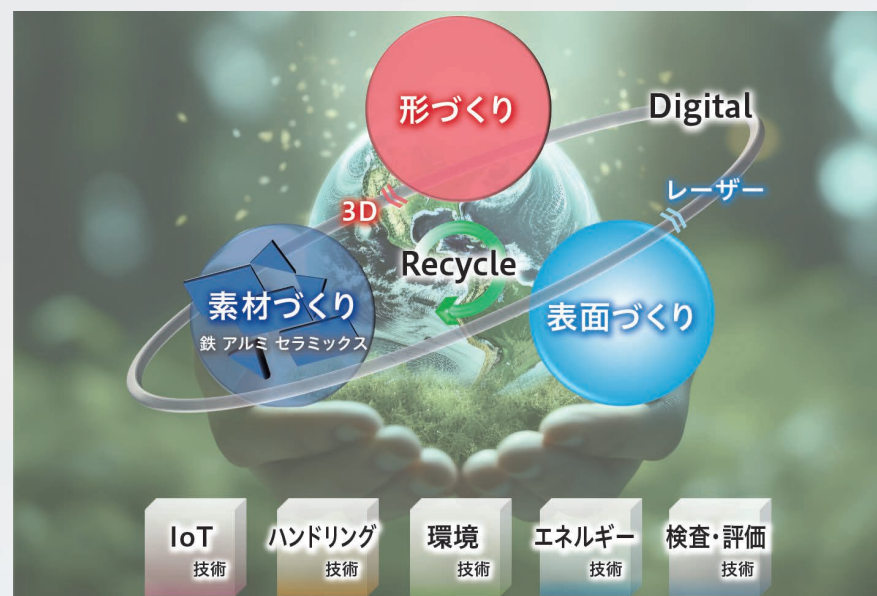 形づくり
Digital
レーザー
3D
Recycle
素材づくり
鉄 アルミ セラミックス
表面づくり
IoT
技術
ハンドリング
技術
環境
技術
エネルギー
技術
検査・評価
技術